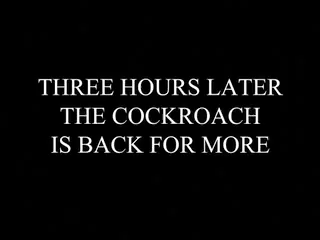 THREE HOURS LATER
THE COCKROACH
IS BACK FOR MORE